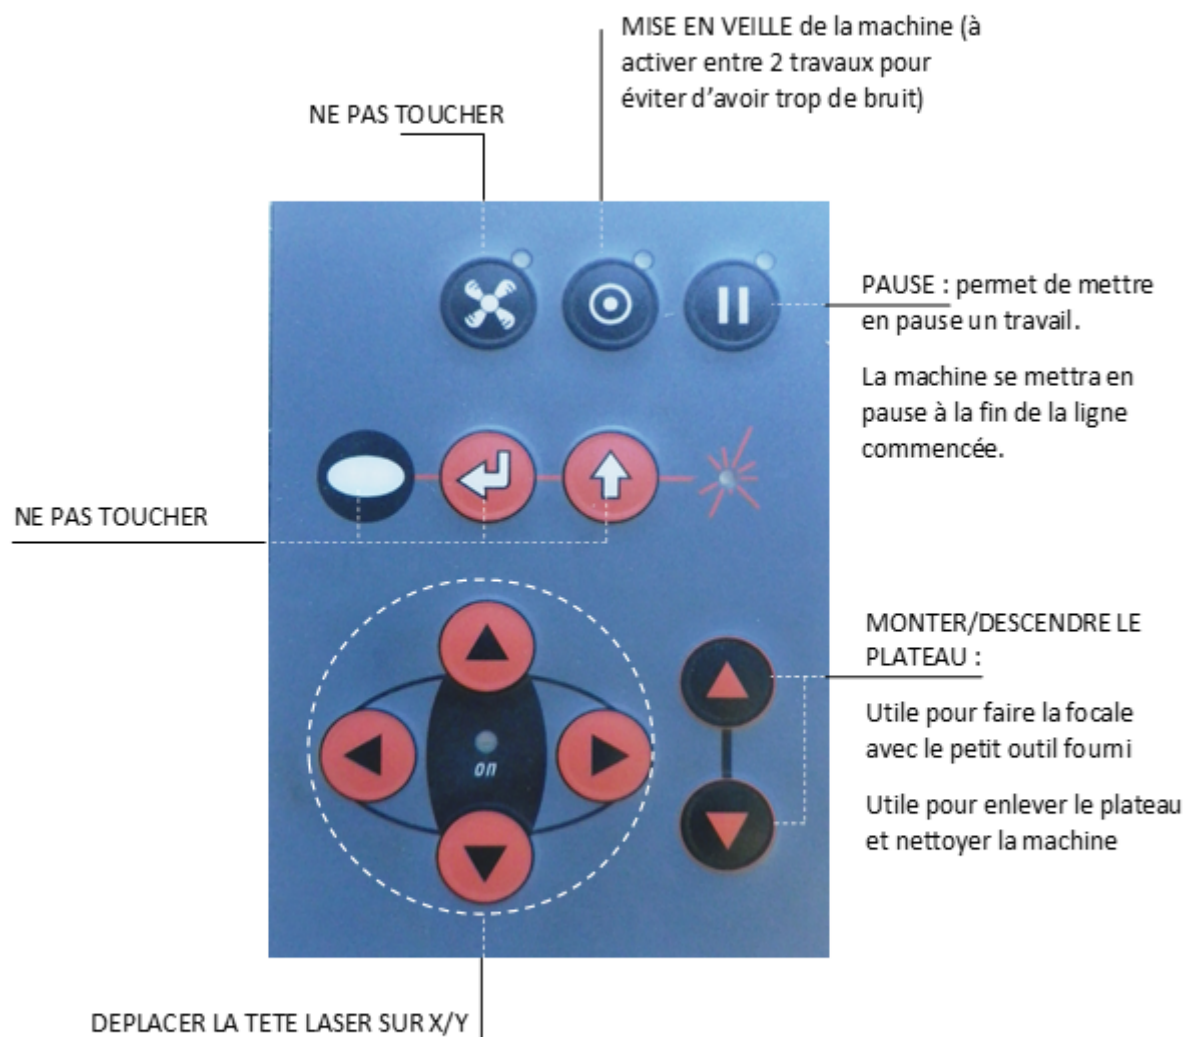 MISE EN VEILLE de la machine (à
activer entre 2 travaux pour
éviter d'avoir trop de bruit)
NE PAS TOUCHER
PAUSE : permet de mettre
en pause un travail.
La machine se mettra en
pause à la fin de la ligne
commencée.
NE PAS TOUCHER
MONTER/DESCENDRE LE
PLATEAU :
Utile pour faire la focale
avec le petit outil fourni
Utile pour enlever le plateau
et nettoyer la machine
on
DEPLACER LA TETE LASER SUR X/Y